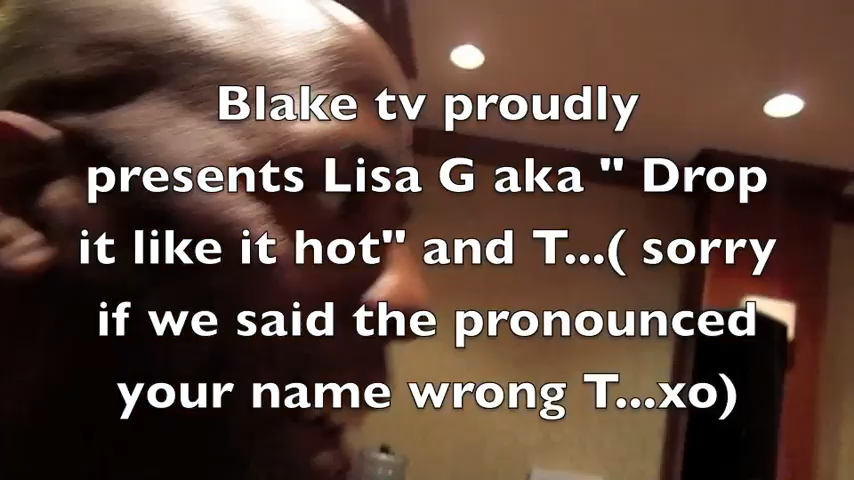 Blake tv proudly
presents Lisa G aka " Drop
it like it hot" and T...( sorry
if we said the pronounced
your name wrong T...xo)